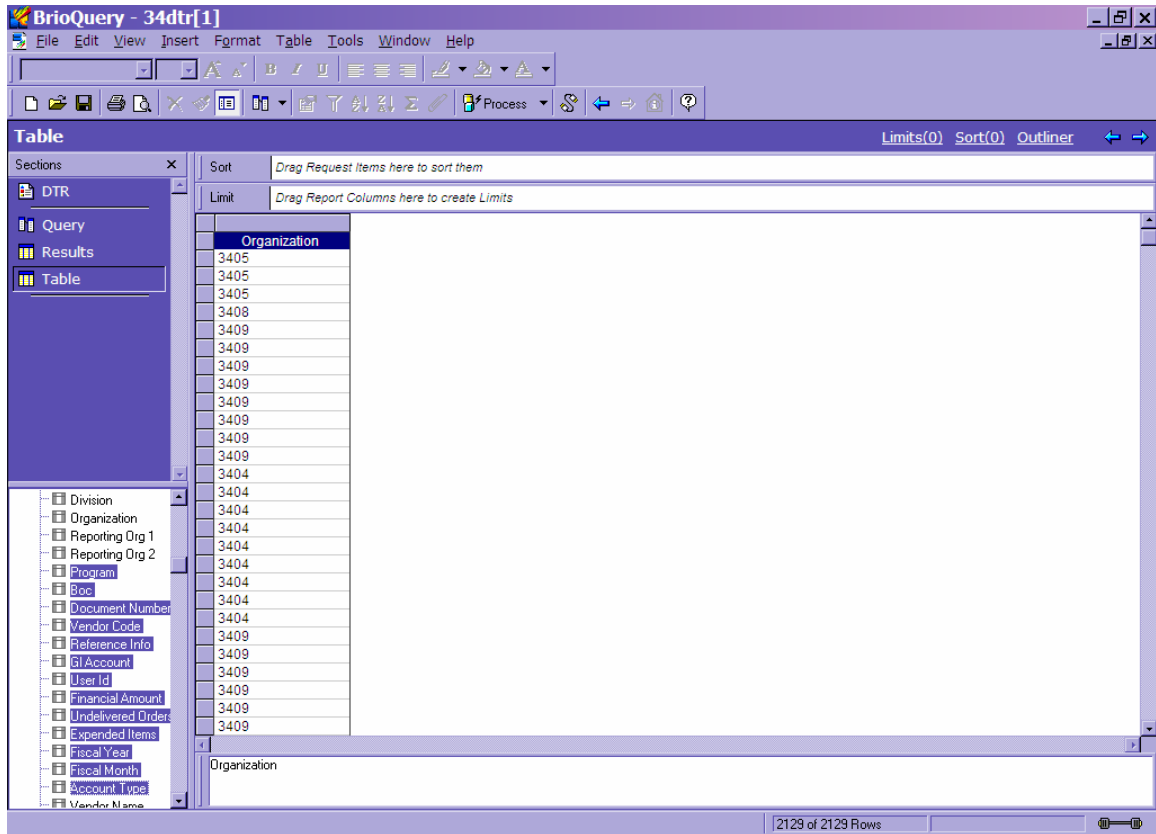 BrioQuery - 34dtr[1]
File Edit View Insert Format Table Tools Window Help
A A B I U A
Process
Table Limits(0) Sort(0) Outliner
Sections
Sort Drag Request Items here to sort them
DTR
Limit Drag Report Columns here to create Limits
Query
Results
Table
Organization
3405
3405
3405
3408
3409
3409
3409
3409
3409
3409
3409
3409
3404
3404
3404
3404
3404
3404
3404
3404
3404
3409
3409
3409
3409
3409
3409
Division
Organization
Reporting Org 1
Reporting Org 2
Program
Boc
Document Number
Vendor Code
Reference Info
Gl Account
User Id
Financial Amount
Undelivered Orders
Expended Items
Fiscal Year
Fiscal Month
Account Type
Vendor Name
Organization
2129 of 2129 Rows